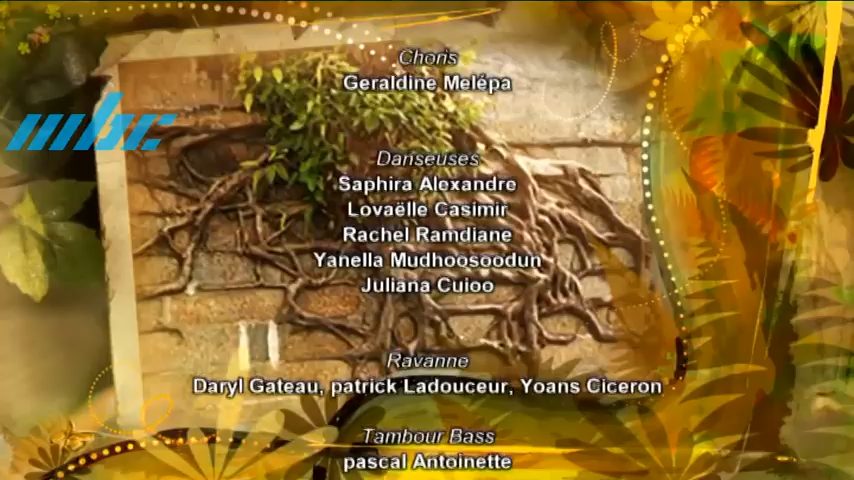 Choris
Geraldine Melépa
mbc
Danseuses
Saphira Alexandre
Lovaëlle Casimir
Rachel Ramdiane
Yanella Mudhoosoodun
Juliana Cuioo
Ravanne
Daryl Gateau, patrick Ladouceur, Yoans Ciceron
Tambour Bass
pascal Antoinette